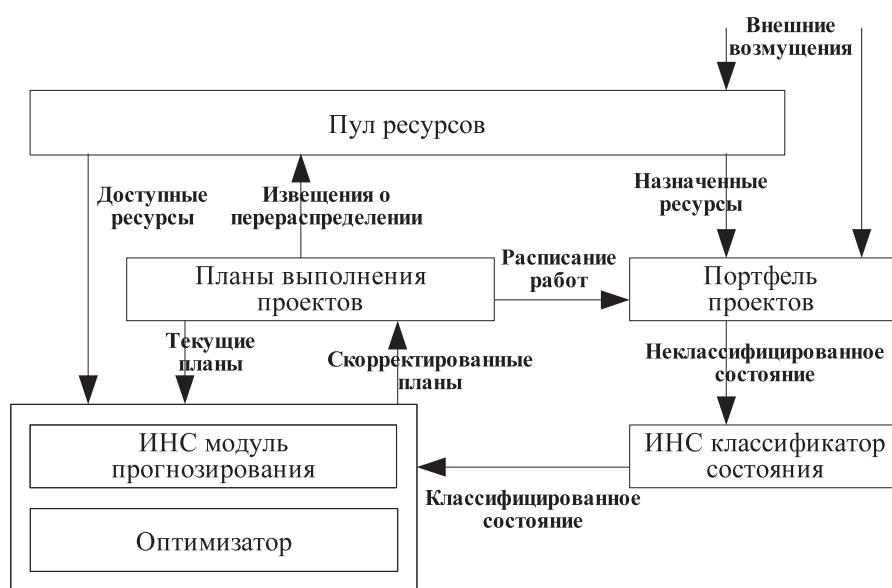 Внешние
возмущения
Пул ресурсов
Доступные
ресурсы
Извещения о
перераспределении
Назначенные
ресурсы
Планы выполнения
проектов
Расписание
работ
Портфель
проектов
Текущие
планы
Скорректированные
планы
Неклассифицированное
состояние
ИНС модуль
прогнозирования
ИНС классификатор
состояния
Классифицированное
состояние
Оптимизатор